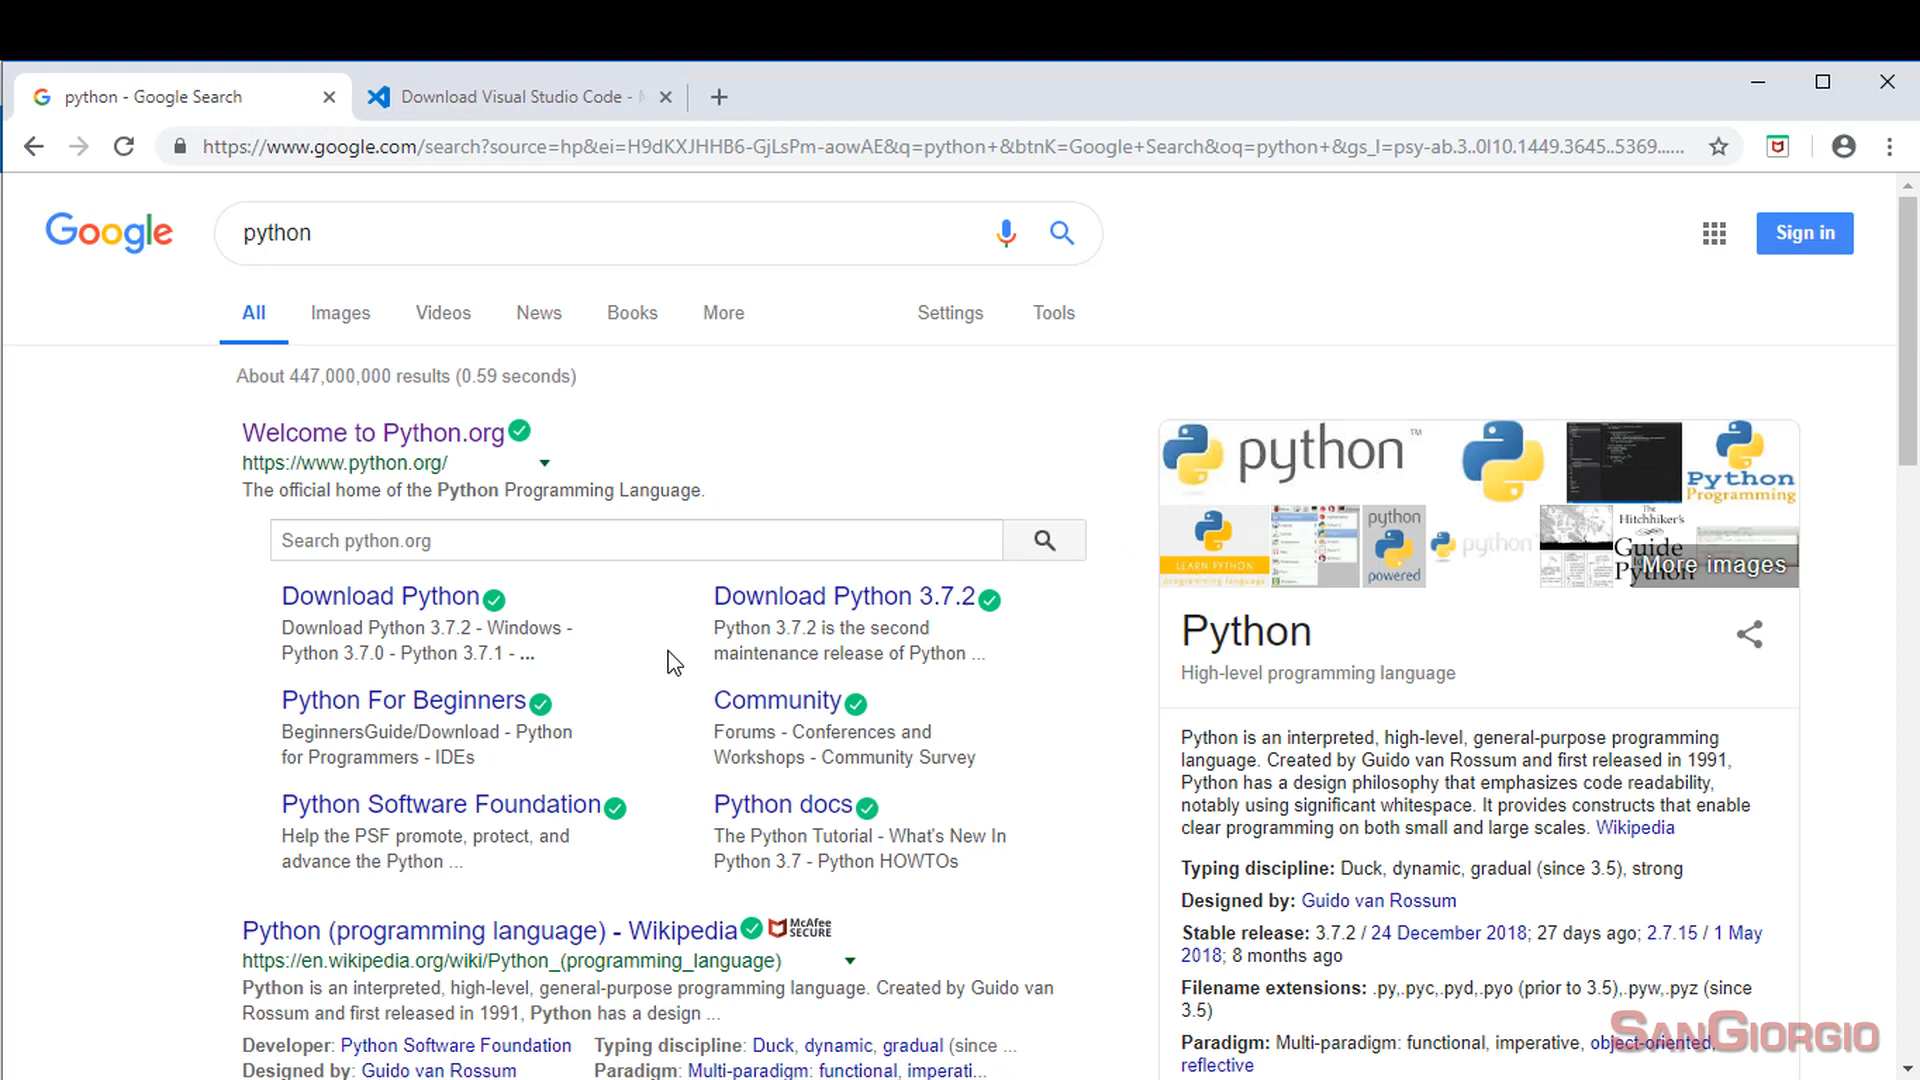 python - Google Search
Download Visual Studio Code -
https://www.google.com/search?source=hp&ei=H9dKXJHHB6-GjLsPm-aowAE&q=python+&btnK=Google+Search&oq=python+&gs_l=psy-ab.3..0l10.1449.3645..5369......
Google
python
Sign in
All Images Videos News Books More Settings Tools
About 447,000,000 results (0.59 seconds)
Welcome to Python.org
https://www.python.org/
The official home of the Python Programming Language.
Search python.org
Download Python
Download Python 3.7.2 - Windows -
Python 3.7.0 - Python 3.7.1 - ...
Download Python 3.7.2
Python 3.7.2 is the second
maintenance release of Python ...
Python For Beginners
BeginnersGuide/Download - Python
for Programmers - IDEs
Community
Forums - Conferences and
Workshops - Community Survey
Python Software Foundation
Help the PSF promote, protect, and
advance the Python ...
Python docs
The Python Tutorial - What's New In
Python 3.7 - Python HOWTOs
Python (programming language) - Wikipedia
McAfee
SECURE
https://en.wikipedia.org/wiki/Python_(programming_language)
Python is an interpreted, high-level, general-purpose programming language. Created by Guido van
Rossum and first released in 1991, Python has a design ...
Developer: Python Software Foundation
Typing discipline: Duck, dynamic, gradual (since ...
Designed by: Guido van Rossum
Paradigm: Multi-paradigm: functional, imperati...
python™
Python
Programming
LEARN PYTHON
programming language
python
powered
python
The
Hitchhiker's
Guide
Python
More images
Python
High-level programming language
Python is an interpreted, high-level, general-purpose programming
language. Created by Guido van Rossum and first released in 1991,
Python has a design philosophy that emphasizes code readability,
notably using significant whitespace. It provides constructs that enable
clear programming on both small and large scales. Wikipedia
Typing discipline: Duck, dynamic, gradual (since 3.5), strong
Designed by: Guido van Rossum
Stable release: 3.7.2 / 24 December 2018; 27 days ago; 2.7.15 / 1 May
2018; 8 months ago
Filename extensions: .py,.pyc,.pyd,.pyo (prior to 3.5),.pyw,.pyz (since
3.5)
Paradigm: Multi-paradigm: functional, imperative, object-oriented,
reflective
SANGIORGIO